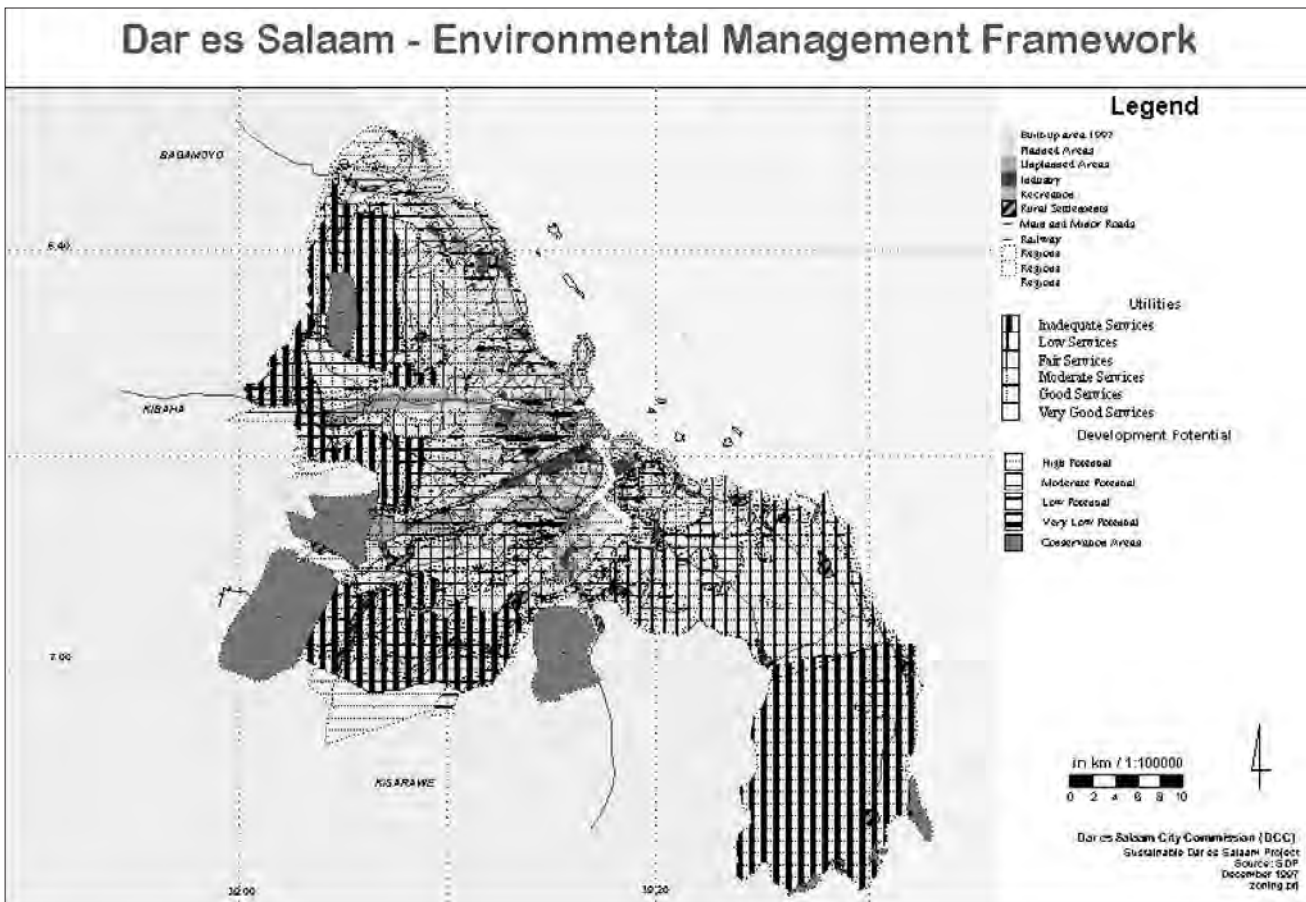 Dar es Salaam - Environmental Management Framework
Legend
Built-up area 1997
Planned Areas
Unplanned Areas
Industry
Recreation
Rural Settlements
Main and Minor Roads
Railway
Regions
Regions
Regions
Utilities
Inadequate Services
Low Services
Fair Services
Moderate Services
Good Services
Very Good Services
Development Potential
High Potential
Moderate Potential
Low Potential
Very Low Potential
Conservation Areas
BAGAMOYO
6.40
KIBAHA
7.00
KISARAWE
in km / 1:100000
0 2 4 6 8 10
Dar es Salaam City Commission (DCC)
Sustainable Dar es Salaam Project
Source: SDP
December 1997
zoning.prj